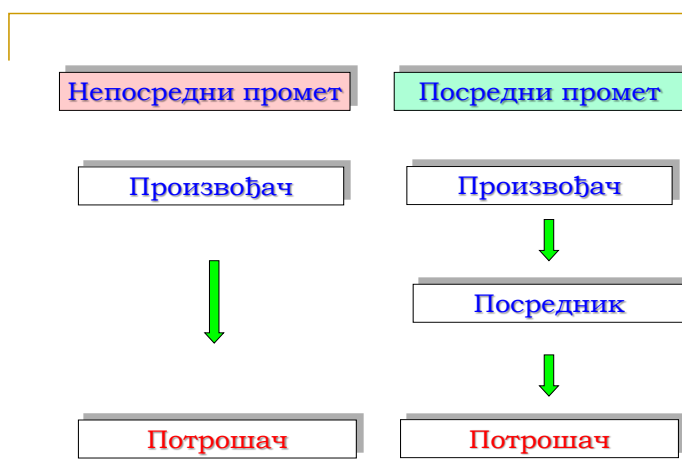 Непосредни промет
Посредни промет
Произвођач
Произвођач
Посредник
Потрошач
Потрошач